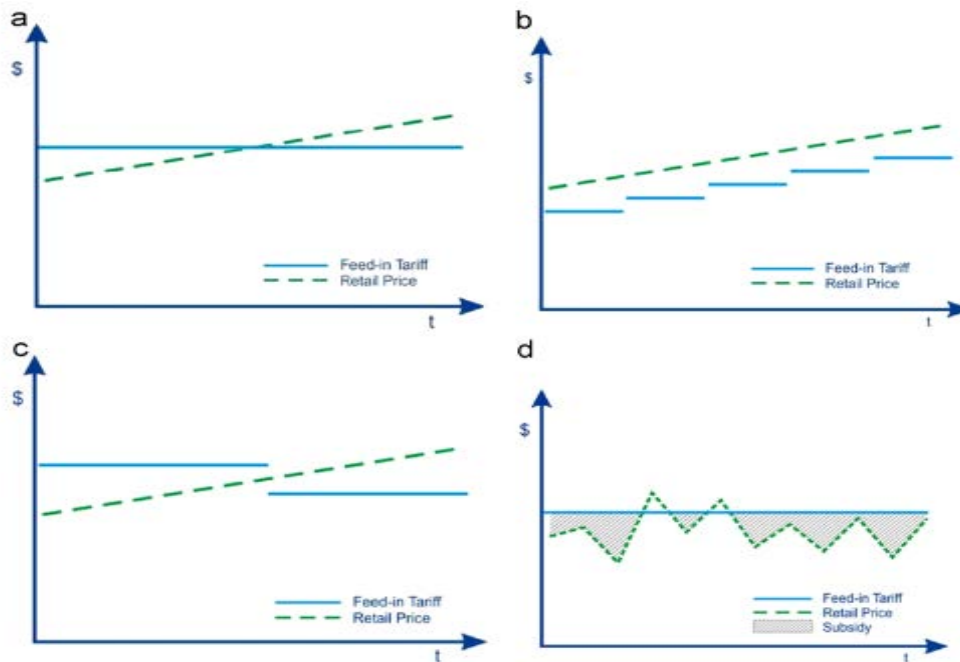 a
$
Feed-in Tariff
Retail Price
t
b
$
Feed-in Tariff
Retail Price
t
c
$
Feed-in Tariff
Retail Price
t
d
$
Feed-in Tariff
Retail Price
Subsidy
t